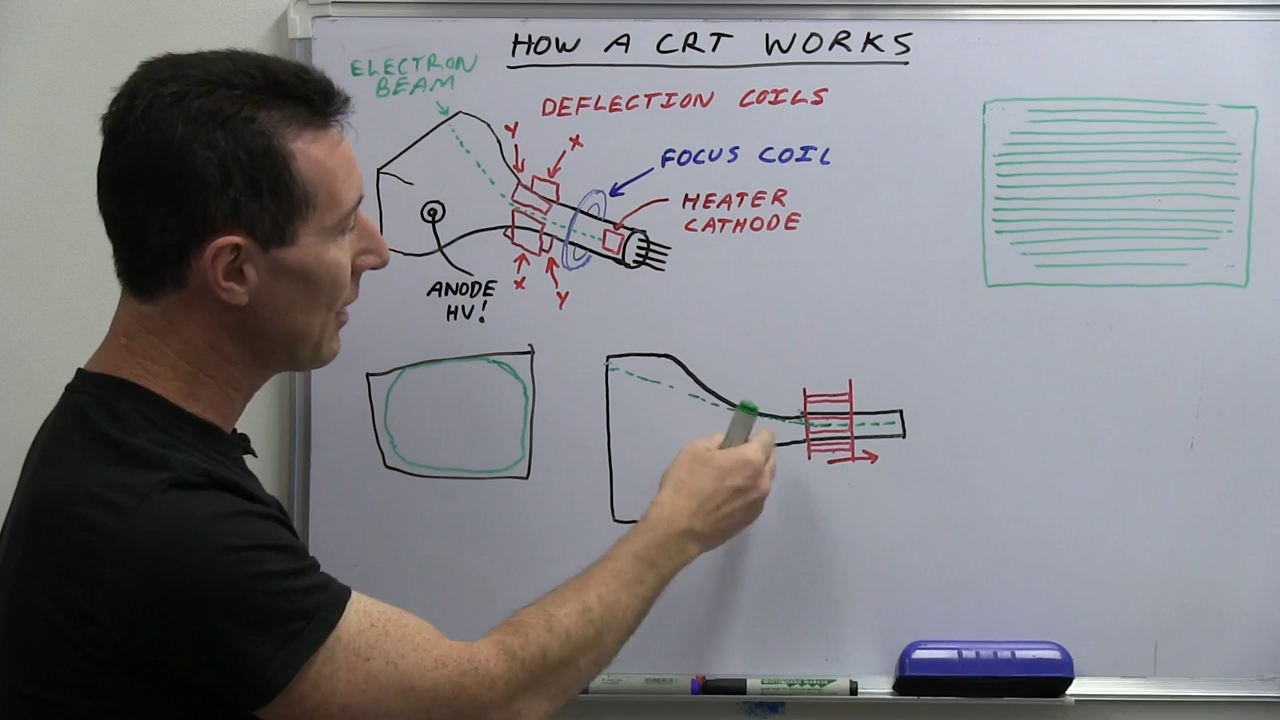 HOW A CRT WORKS
ELECTRON
BEAM
DEFLECTION COILS
Y
X
FOCUS COIL
HEATER
CATHODE
X
Y
ANODE
HV!